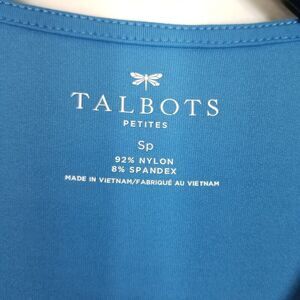 TALBOTS
PETITES
Sp
92% NYLON
8% SPANDEX
MADE IN VIETNAM/FABRIQUÉ AU VIETNAM